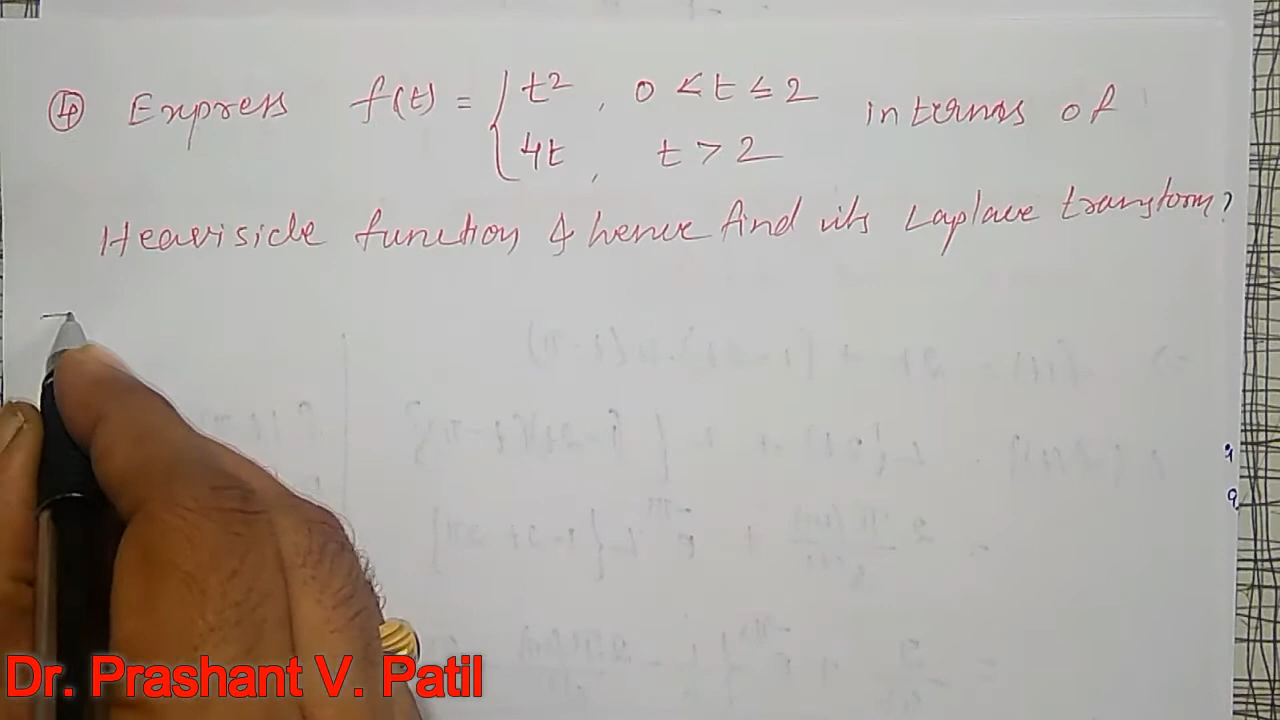 ④ Express f(t) = { t², 0 < t ≤ 2 in terms of
4t, t > 2
Heaviside function & hence find its Laplace transform?
Dr. Prashant V. Patil